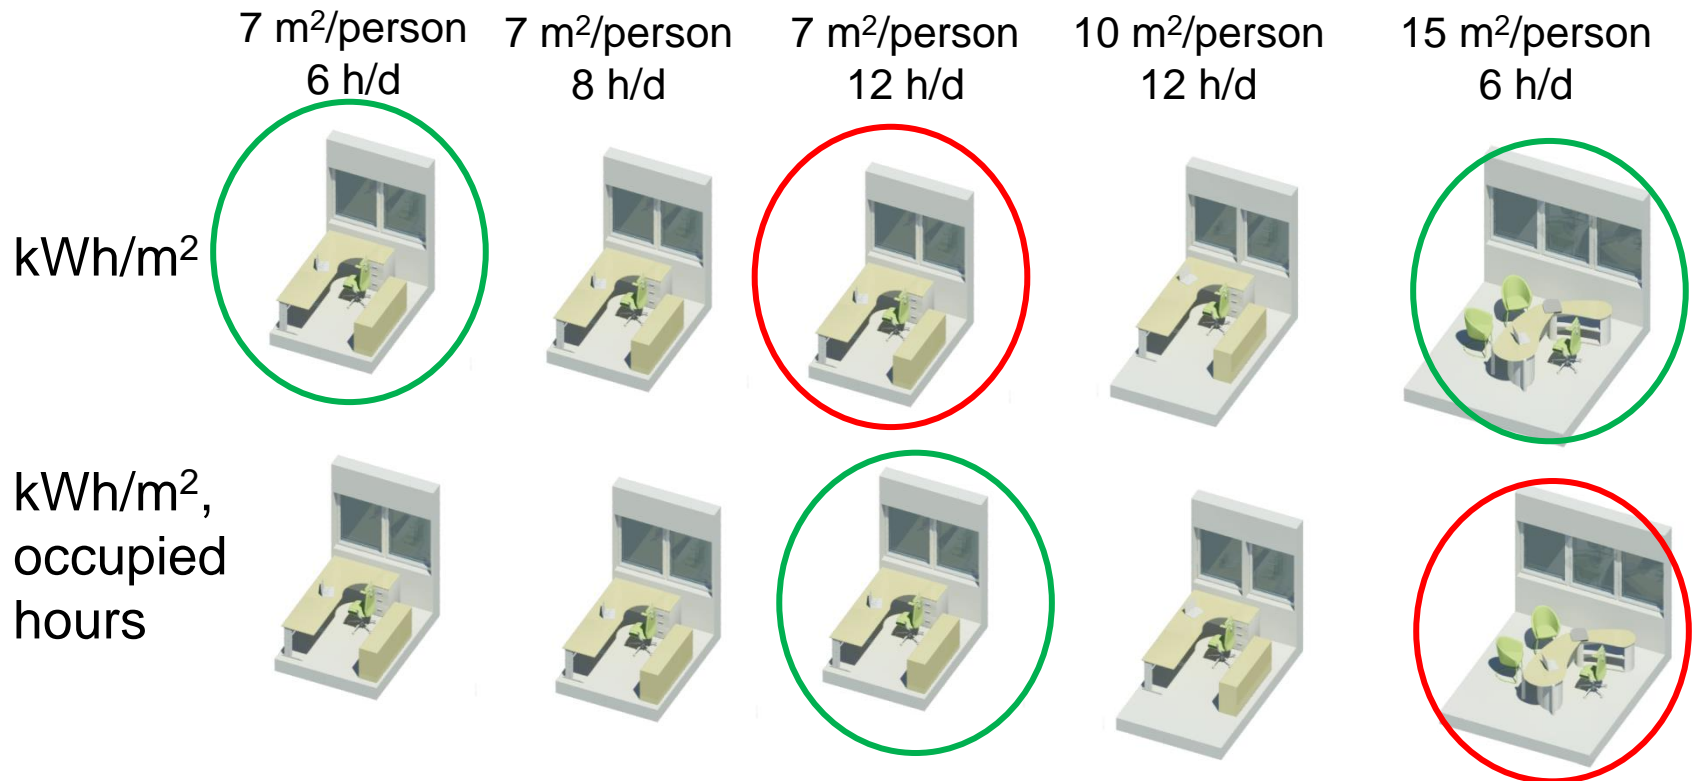 7 m²/person 7 m²/person 7 m²/person 10 m²/person 15 m²/person
6 h/d 8 h/d 12 h/d 12 h/d 6 h/d
kWh/m²
kWh/m²,
occupied
hours